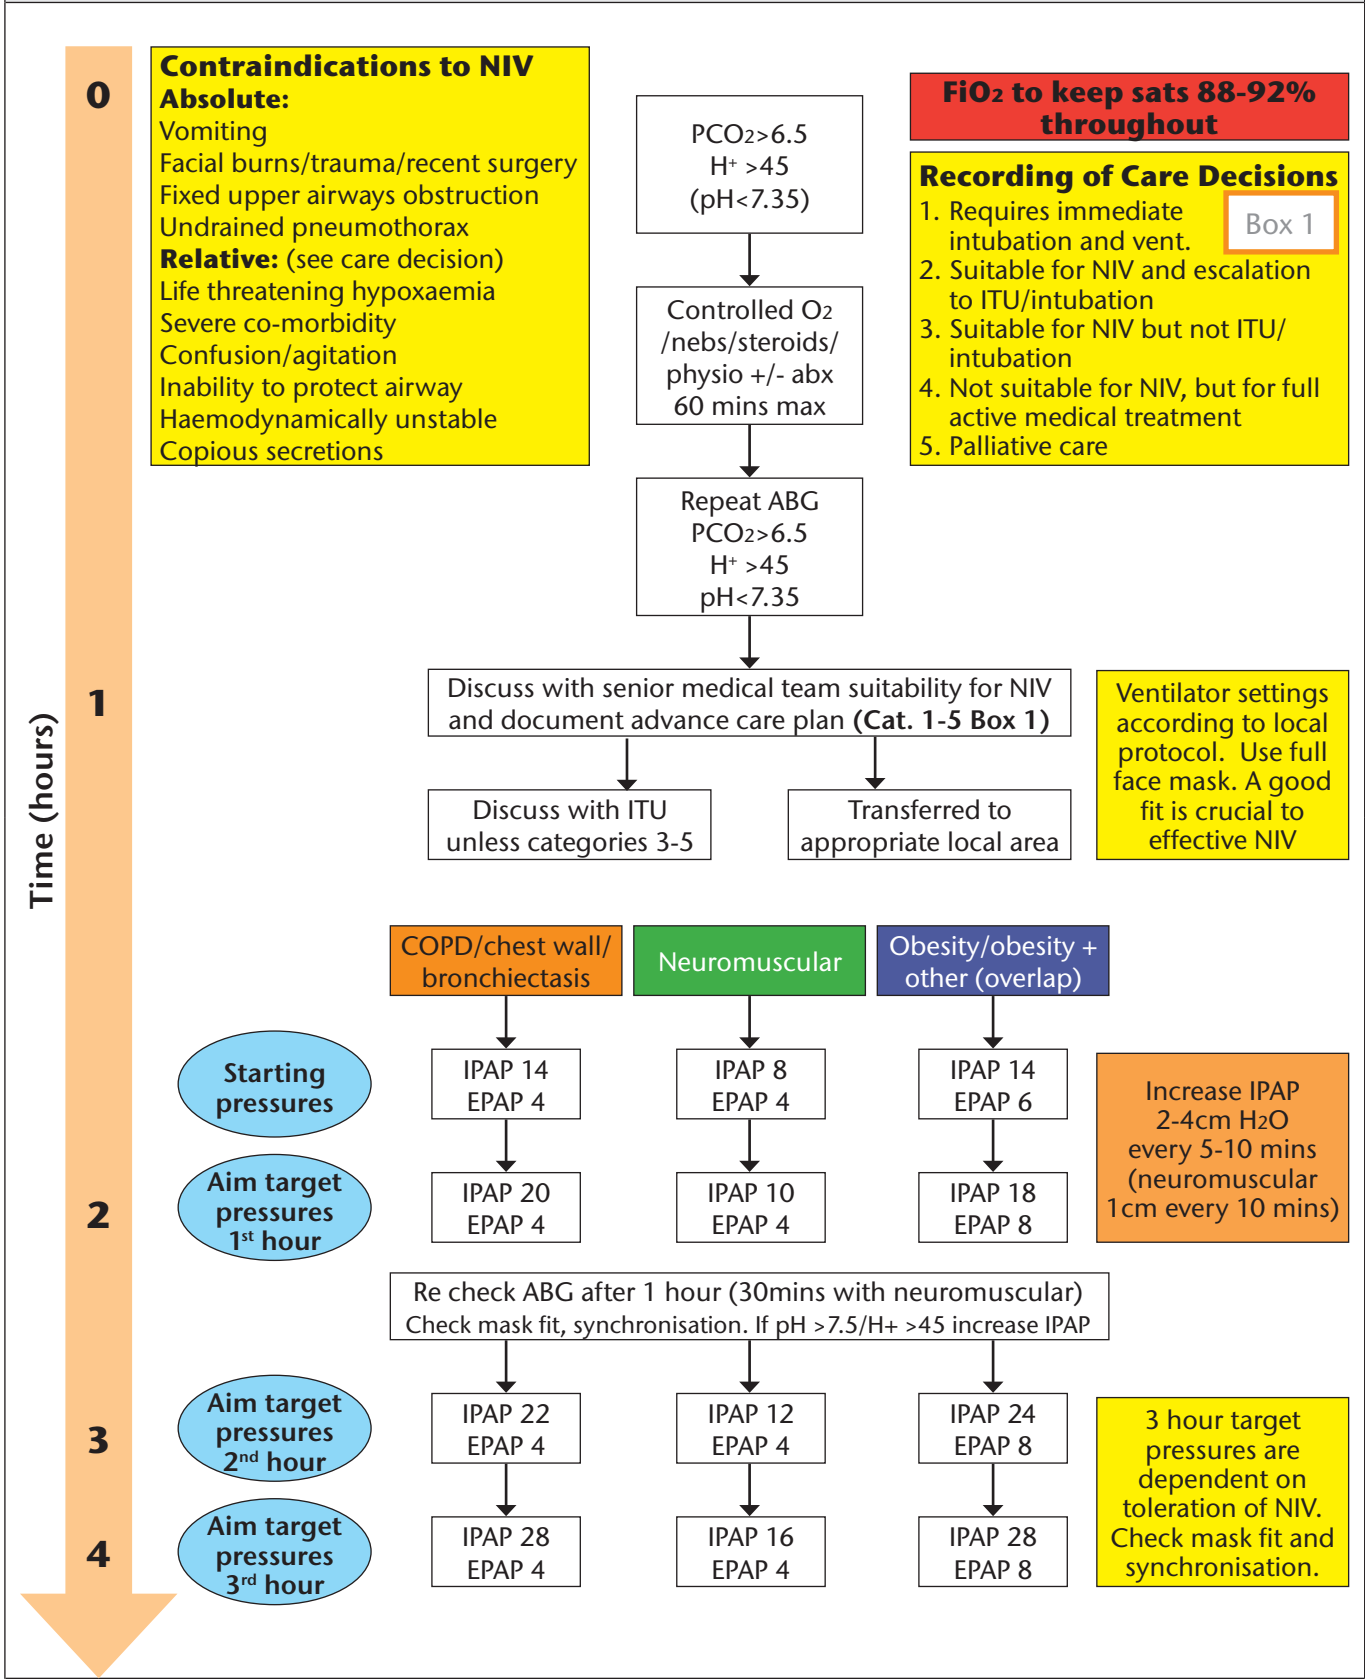 Time (hours)
0
1
2
3
4
Contraindications to NIV
Absolute:
Vomiting
Facial burns/trauma/recent surgery
Fixed upper airways obstruction
Undrained pneumothorax
Relative: (see care decision)
Life threatening hypoxaemia
Severe co-morbidity
Confusion/agitation
Inability to protect airway
Haemodynamically unstable
Copious secretions
PCO2>6.5
H+ >45
(pH<7.35)
Controlled O2
/nebs/steroids/
physio +/- abx
60 mins max
Repeat ABG
PCO2>6.5
H+ >45
pH<7.35
FiO2 to keep sats 88-92%
throughout
Recording of Care Decisions
Box 1
1. Requires immediate
intubation and vent.
2. Suitable for NIV and escalation
to ITU/intubation
3. Suitable for NIV but not ITU/
intubation
4. Not suitable for NIV, but for full
active medical treatment
5. Palliative care
Discuss with senior medical team suitability for NIV
and document advance care plan (Cat. 1-5 Box 1)
Discuss with ITU
unless categories 3-5
Transferred to
appropriate local area
Ventilator settings
according to local
protocol. Use full
face mask. A good
fit is crucial to
effective NIV
COPD/chest wall/
bronchiectasis
Neuromuscular
Obesity/obesity +
other (overlap)
Starting
pressures
IPAP 14
EPAP 4
IPAP 8
EPAP 4
IPAP 14
EPAP 6
Increase IPAP
2-4cm H2O
every 5-10 mins
(neuromuscular
1cm every 10 mins)
Aim target
pressures
1st hour
IPAP 20
EPAP 4
IPAP 10
EPAP 4
IPAP 18
EPAP 8
Re check ABG after 1 hour (30mins with neuromuscular)
Check mask fit, synchronisation. If pH >7.5/H+ >45 increase IPAP
Aim target
pressures
2nd hour
IPAP 22
EPAP 4
IPAP 12
EPAP 4
IPAP 24
EPAP 8
Aim target
pressures
3rd hour
IPAP 28
EPAP 4
IPAP 16
EPAP 4
IPAP 28
EPAP 8
3 hour target
pressures are
dependent on
toleration of NIV.
Check mask fit and
synchronisation.